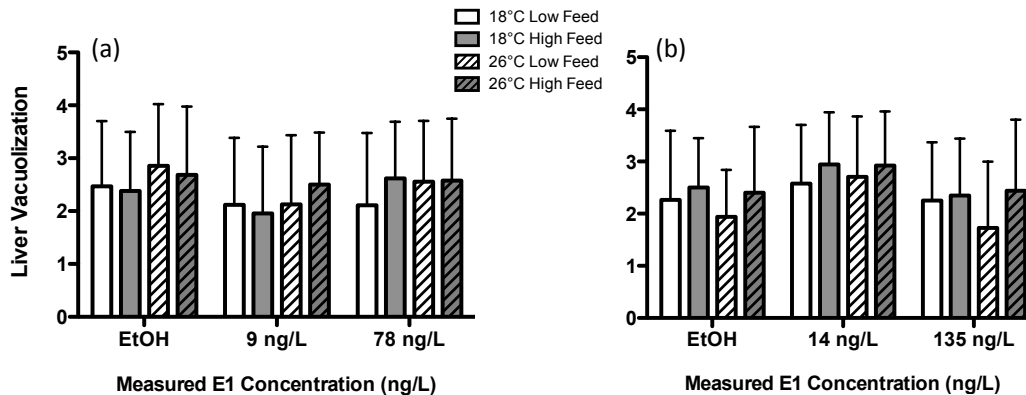 18°C Low Feed
18°C High Feed
26°C Low Feed
26°C High Feed
(a)
Liver Vacuolization
5
4
3
2
1
0
EtOH 9 ng/L 78 ng/L
Measured E1 Concentration (ng/L)
(b)
5
4
3
2
1
0
EtOH 14 ng/L 135 ng/L
Measured E1 Concentration (ng/L)